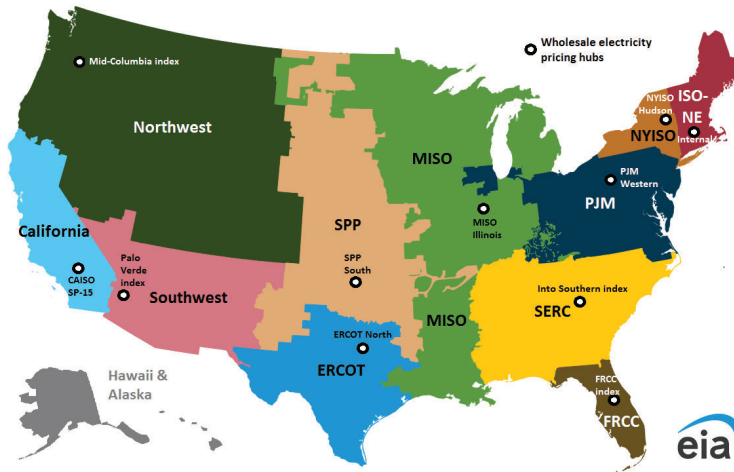 Mid-Columbia index
Wholesale electricity
pricing hubs
Northwest
MISO
NYISO
Hudson
ISO-
NE
NYISO
Internal
PJM
Western
PJM
California
CAISO
SP-15
Palo
Verde
index
Southwest
SPP
SPP
South
MISO
Illinois
Into Southern index
SERC
MISO
ERCOT North
ERCOT
Hawaii &
Alaska
FRCC
index
FRCC
eia